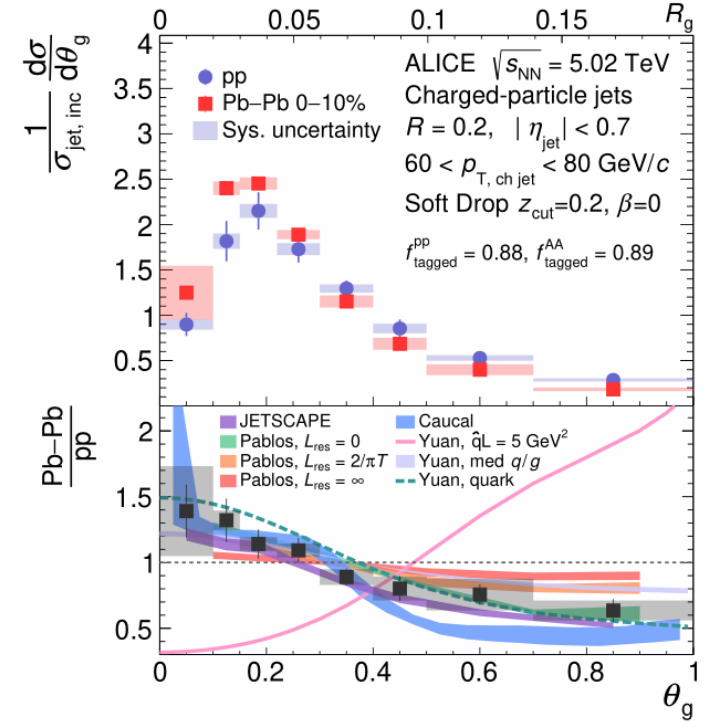 0 0.05 0.1 0.15 R_g
1/σ_jet, inc dσ/dθ_g
4
3.5
3
2.5
2
1.5
1
0.5
pp
Pb−Pb 0−10%
Sys. uncertainty
ALICE √s_NN = 5.02 TeV
Charged-particle jets
R = 0.2, | η_jet| < 0.7
60 < p_T, ch jet < 80 GeV/c
Soft Drop z_cut=0.2, β=0
f^pp_tagged = 0.88, f^AA_tagged = 0.89
Pb−Pb/pp
2
1.5
1
0.5
JETSCAPE
Pablos, L_res = 0
Pablos, L_res = 2/πT
Pablos, L_res = ∞
Caucal
Yuan, q̂L = 5 GeV²
Yuan, med q/g
Yuan, quark
0 0.2 0.4 0.6 0.8 1
θ_g